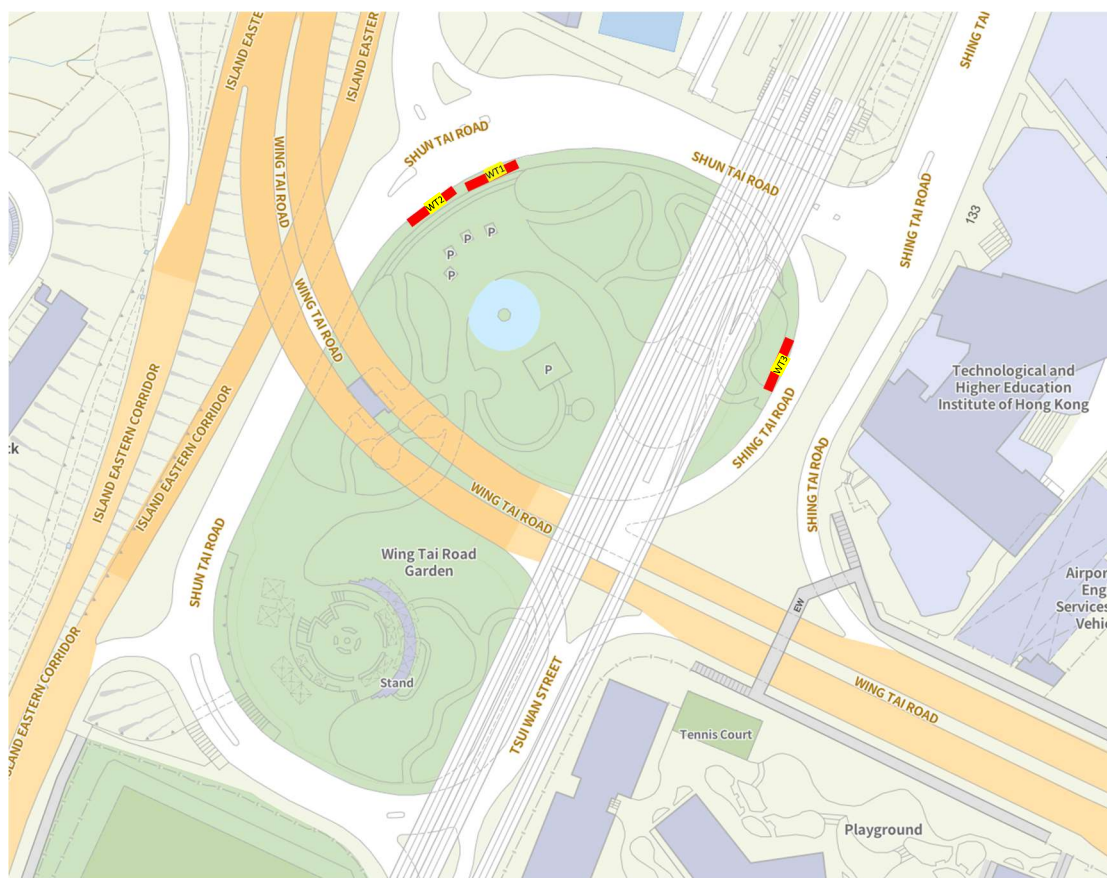 ISLAND EASTE
ISLAND EASTER
SHING TAI
SHUN TAI ROAD
WING TAI ROAD
WT1
WT2
SHUN TAI ROAD
SHING TAI ROAD
133
P
P
P
P
WING TAI ROAD
P
WT3
Technological and
Higher Education
Institute of Hong Kong
SHING TAI ROAD
ck
ISLAND EASTERN CORRIDOR
ISLAND EASTERN CORRIDOR
SHING TAI ROAD
WING TAI ROAD
Wing Tai Road
Garden
SHUN TAI ROAD
Airpor
Eng
Services
Vehic
EW
Stand
TSUI WAN STREET
WING TAI ROAD
SLAND EASTERN CORRIDOR
Tennis Court
Playground